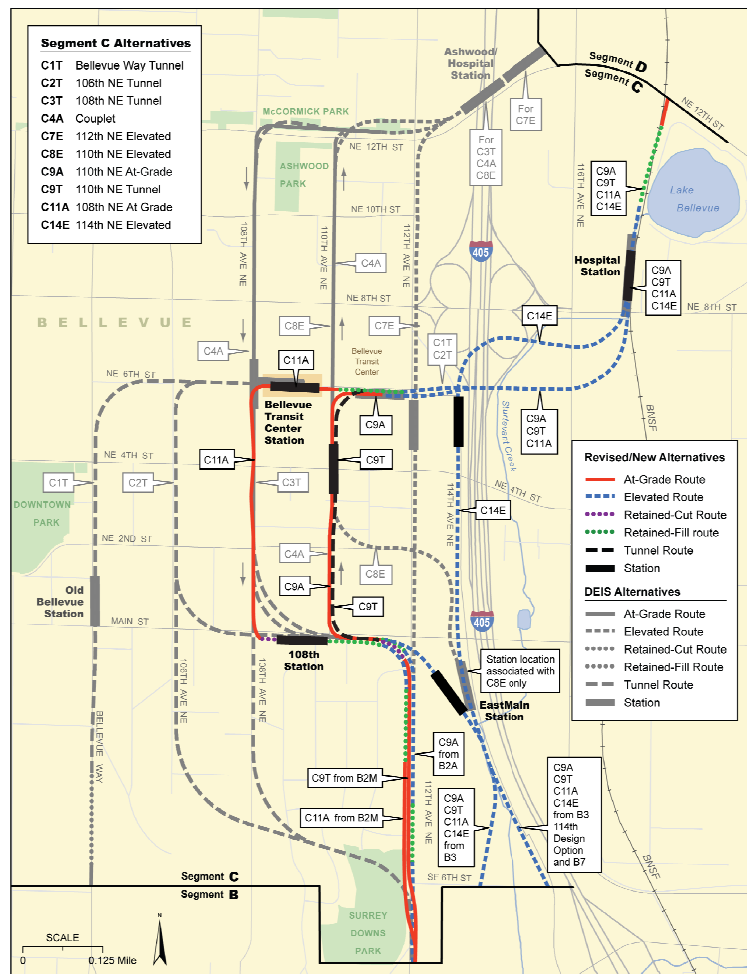 Segment C Alternatives
C1T Bellevue Way Tunnel
C2T 106th NE Tunnel
C3T 108th NE Tunnel
C4A Couplet
C7E 112th NE Elevated
C8E 110th NE Elevated
C9A 110th NE At-Grade
C9T 110th NE Tunnel
C11A 108th NE At Grade
C14E 114th NE Elevated
Ashwood/
Hospital
Station
Segment D
Segment C
For
C7E
For
C3T
C4A
C8E
McCORMICK PARK
NE 12TH ST
NE 12TH ST
ASHWOOD
PARK
116TH AVE NE
C9A
C9T
C11A
C14E
Lake
Bellevue
NE 10TH ST
108TH AVE NE
110TH AVE NE
112TH AVE NE
C4A
405
Hospital
Station
C9A
C9T
C11A
C14E
NE 8TH ST
NE 8TH ST
BELLEVUE
C8E
C7E
C14E
C4A
C11A
Bellevue
Transit
Center
C1T
C2T
NE 6TH ST
Bellevue
Transit Center
Station
C9A
C9A
C9T
C11A
Sturtevant Creek
BNSF
NE 4TH ST
C11A
C9T
NE 4TH ST
C1T
C2T
C3T
114TH AVE NE
C14E
DOWNTOWN
PARK
NE 2ND ST
C4A
C8E
C9A
C9T
Old
Bellevue
Station
MAIN ST
405
108th
Station
Station location
associated with
C8E only
EastMain
Station
106TH AVE NE
108TH AVE NE
BELLEVUE WAY
C9A
from
B2A
C9T from B2M
C11A from B2M
112TH AVE NE
C9A
C9T
C11A
C14E
from
B3
C9A
C9T
C11A
C14E
from B3
114th
Design
Option
and B7
BNSF
SE 6TH ST
Segment C
Segment B
SURREY
DOWNS
PARK
SCALE
0 0.125 Mile
N
Revised/New Alternatives
At-Grade Route
Elevated Route
Retained-Cut Route
Retained-Fill route
Tunnel Route
Station
DEIS Alternatives
At-Grade Route
Elevated Route
Retained-Cut Route
Retained-Fill Route
Tunnel Route
Station